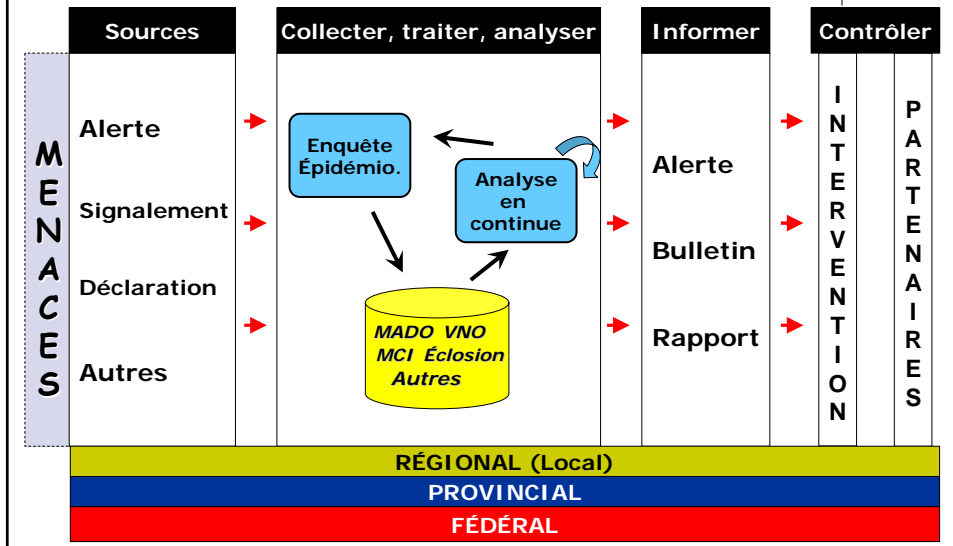 Sources
Collecter, traiter, analyser
Informer
Contrôler
MENACES
Alerte
Signalement
Déclaration
Autres
Enquête
Épidémio.
Analyse
en
continue
MADO VNO
MCI Éclosion
Autres
Alerte
Bulletin
Rapport
INTERVENTION
PARTENAIRES
RÉGIONAL (Local)
PROVINCIAL
FÉDÉRAL